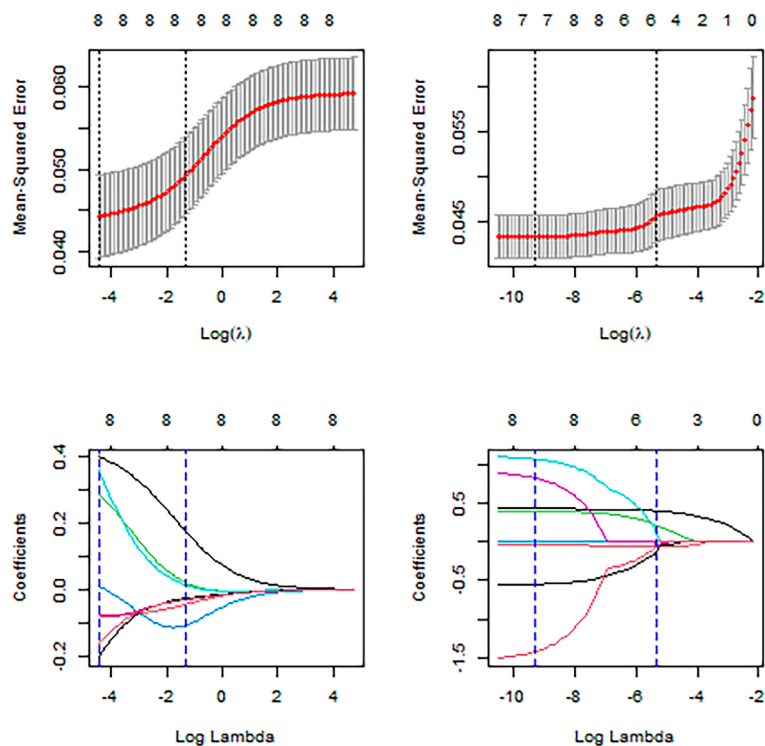 8 8 8 8 8 8 8 8 8 8 8
Mean-Squared Error
0.040 0.050 0.060
-4 -2 0 2 4
Log(λ)
8 7 7 8 8 6 6 4 2 1 0
Mean-Squared Error
0.045 0.055
-10 -8 -6 -4 -2
Log(λ)
8 8 8 8 8
Coefficients
-0.2 0.0 0.2 0.4
-4 -2 0 2 4
Log Lambda
8 8 6 3 0
Coefficients
-1.5 -0.5 0.5
-10 -8 -6 -4 -2
Log Lambda